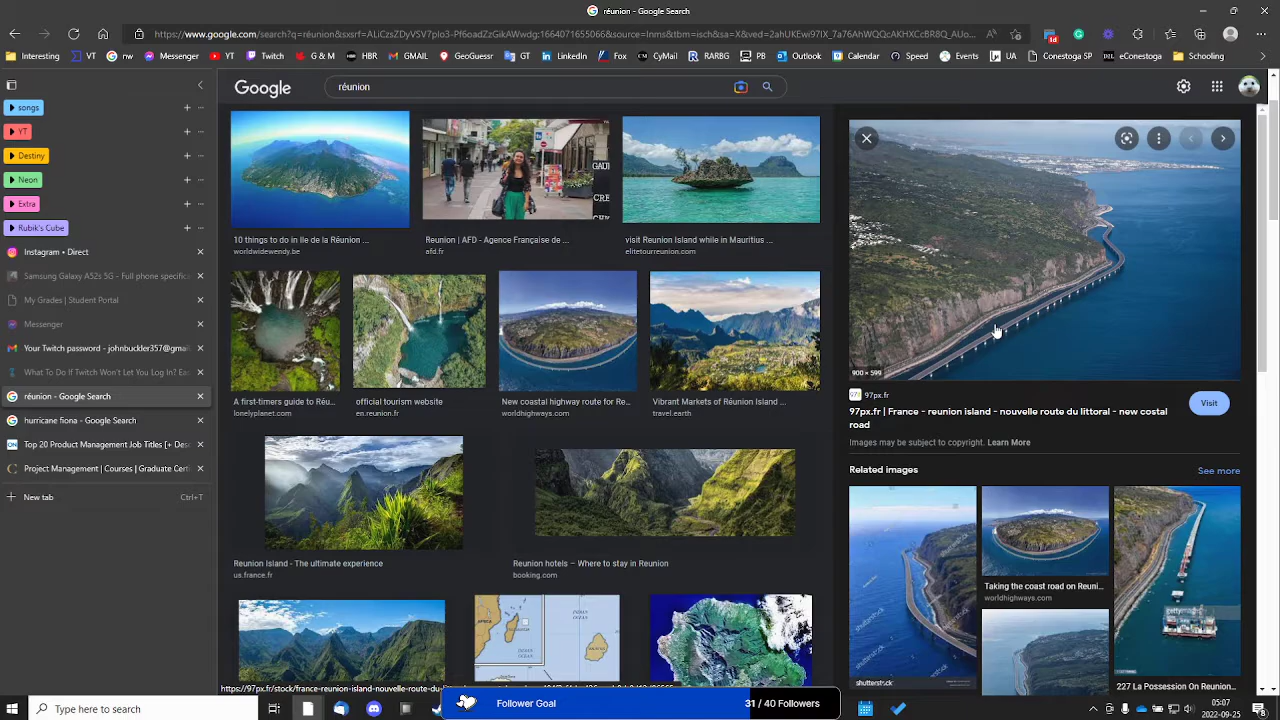 réunion - Google Search
https://www.google.com/search?q=réunion&sxsrf=ALiCzsZDyVSV7plo3-Pf6oadZzGikAWwdg:1664071655066&source=lnms&tbm=isch&sa=X&ved=2ahUKEwj97IX_7a76AhWQQcAKHXCcBR8Q_AUo...
Interesting
VT
nw
Messenger
YT
Twitch
G & M
HBR
GMAIL
GeoGuesser
GT
LinkedIn
Fox
CyMail
RARBG
PB
Outlook
Calendar
Seyed
Events
VT
Jou
Conestoga SP
eConestoga
Schooling
Google
réunion
songs
YT
Destiny
Neon
Extra
Rubik's Cube
Instagram • Direct
Samsung Galaxy A52s 5G - Full phone specific
My Grades | Student Portal
Messenger
Your Twitch password - johnbuckler357@gmai
What To Do If Twitch Won't Let You Log In? Eas
réunion - Google Search
hurricane fiona - Google Search
Top 20 Product Management Job Titles [+ Des
Project Management | Courses | Graduate Certi
New tab Ctrl+T
10 things to do in Ile de la Réunion ...
worldwidewendy.be
Reunion | AFD - Agence Française de ...
afd.fr
visit Reunion Island while in Mauritius ...
elitetourreunion.com
A first-timers guide to Réu...
lonelyplanet.com
official tourism website
en.reunion.fr
New coastal highway route for Re...
worldhighways.com
Vibrant Markets of Réunion Island ...
travel.earth
Reunion Island - The ultimate experience
us.france.fr
Reunion hotels – Where to stay in Reunion
booking.com
INDIAN OCEAN
900 × 599
97px.fr
Visit
97px.fr | France - reunion island - nouvelle route du littoral - new costal
road
Images may be subject to copyright. Learn More
Related images
See more
shutterstock
Taking the coast road on Reuni...
worldhighways.com
227 La Possession On Reunion...
Type here to search
Follower Goal
31 / 40 Followers
05:07
2022-09-25